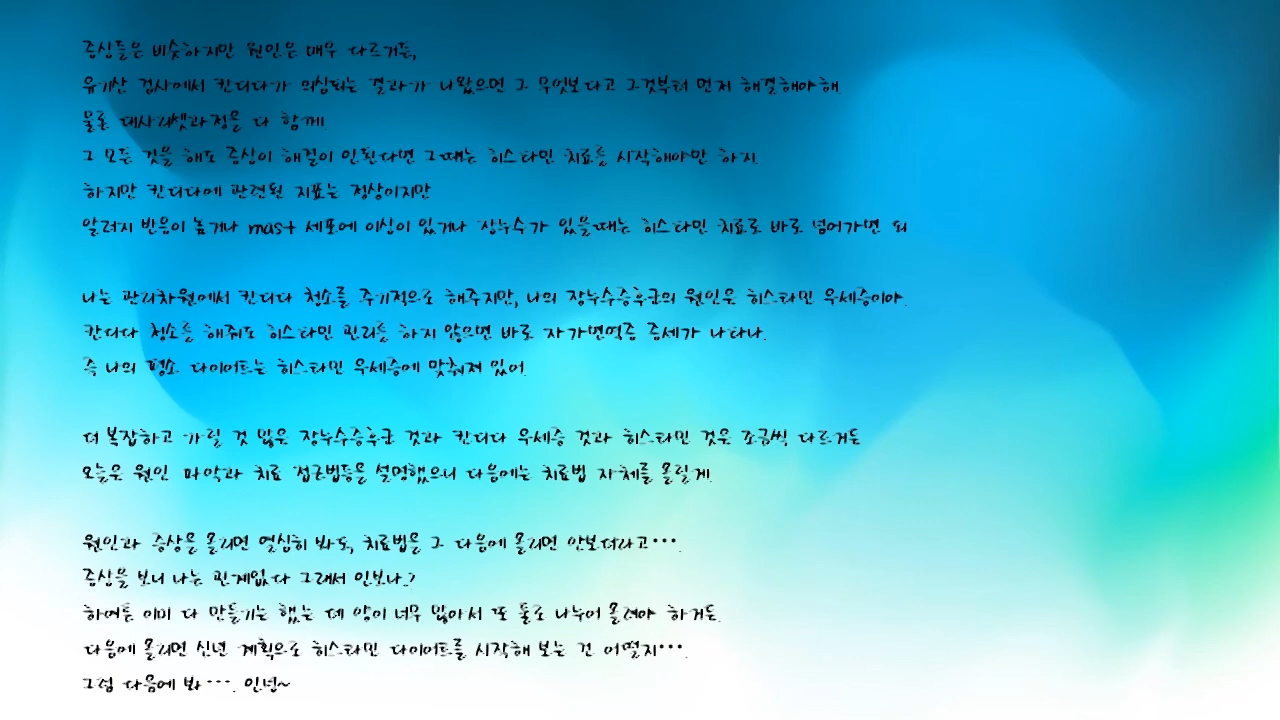 증상들은 비슷하지만 원인은 매우 다르거든,
유기산 검사에서 칸디다가 의심되는 결과가 나왔으면 그 무엇보다고 그것부터 먼저 해결해야 해.
물론 대사리셋과정을 다 함께.
그 모든 것을 해도 증상이 해결이 안된다면 그때는 히스타민 치료를 시작해야만 하지.
하지만 칸디다에 관련된 지표는 정상이지만
알러지 반응이 높거나 mast 세포에 이상이 있거나 장누수가 있을때는 히스타민 치료로 바로 넘어가면 되
나는 관리차원에서 칸디다 청소를 주기적으로 해주지만, 나의 장누수증후군의 원인은 히스타민 우세증이야.
칸디다 청소를 해줘도 히스타민 관리를 하지 않으면 바로 자가면역증 증세가 나타나.
즉 나의 평소 다이어트는 히스타민 우세증에 맞춰져 있어.
더 복잡하고 가릴 것 많은 장누수증후군 것과 칸디다 우세증 것과 히스타민 것은 조금씩 다르거든
오늘은 원인 파악과 치료 접근법등을 설명했으니 다음에는 치료법 자체를 올릴게.
원인과 증상을 올리면 열심히 봐도, 치료법을 그 다음에 올리면 안보더라고….
증상을 보니 나는 관계없다 그래서 안보나..?
하여튼 이미 다 만들기는 했는 데 양이 너무 많아서 또 둘로 나누어 올려야 하거든.
다음에 올리면 신년 계획으로 히스타민 다이어트를 시작해 보는 건 어떨지….
그럼 다음에 봐…. 안녕~